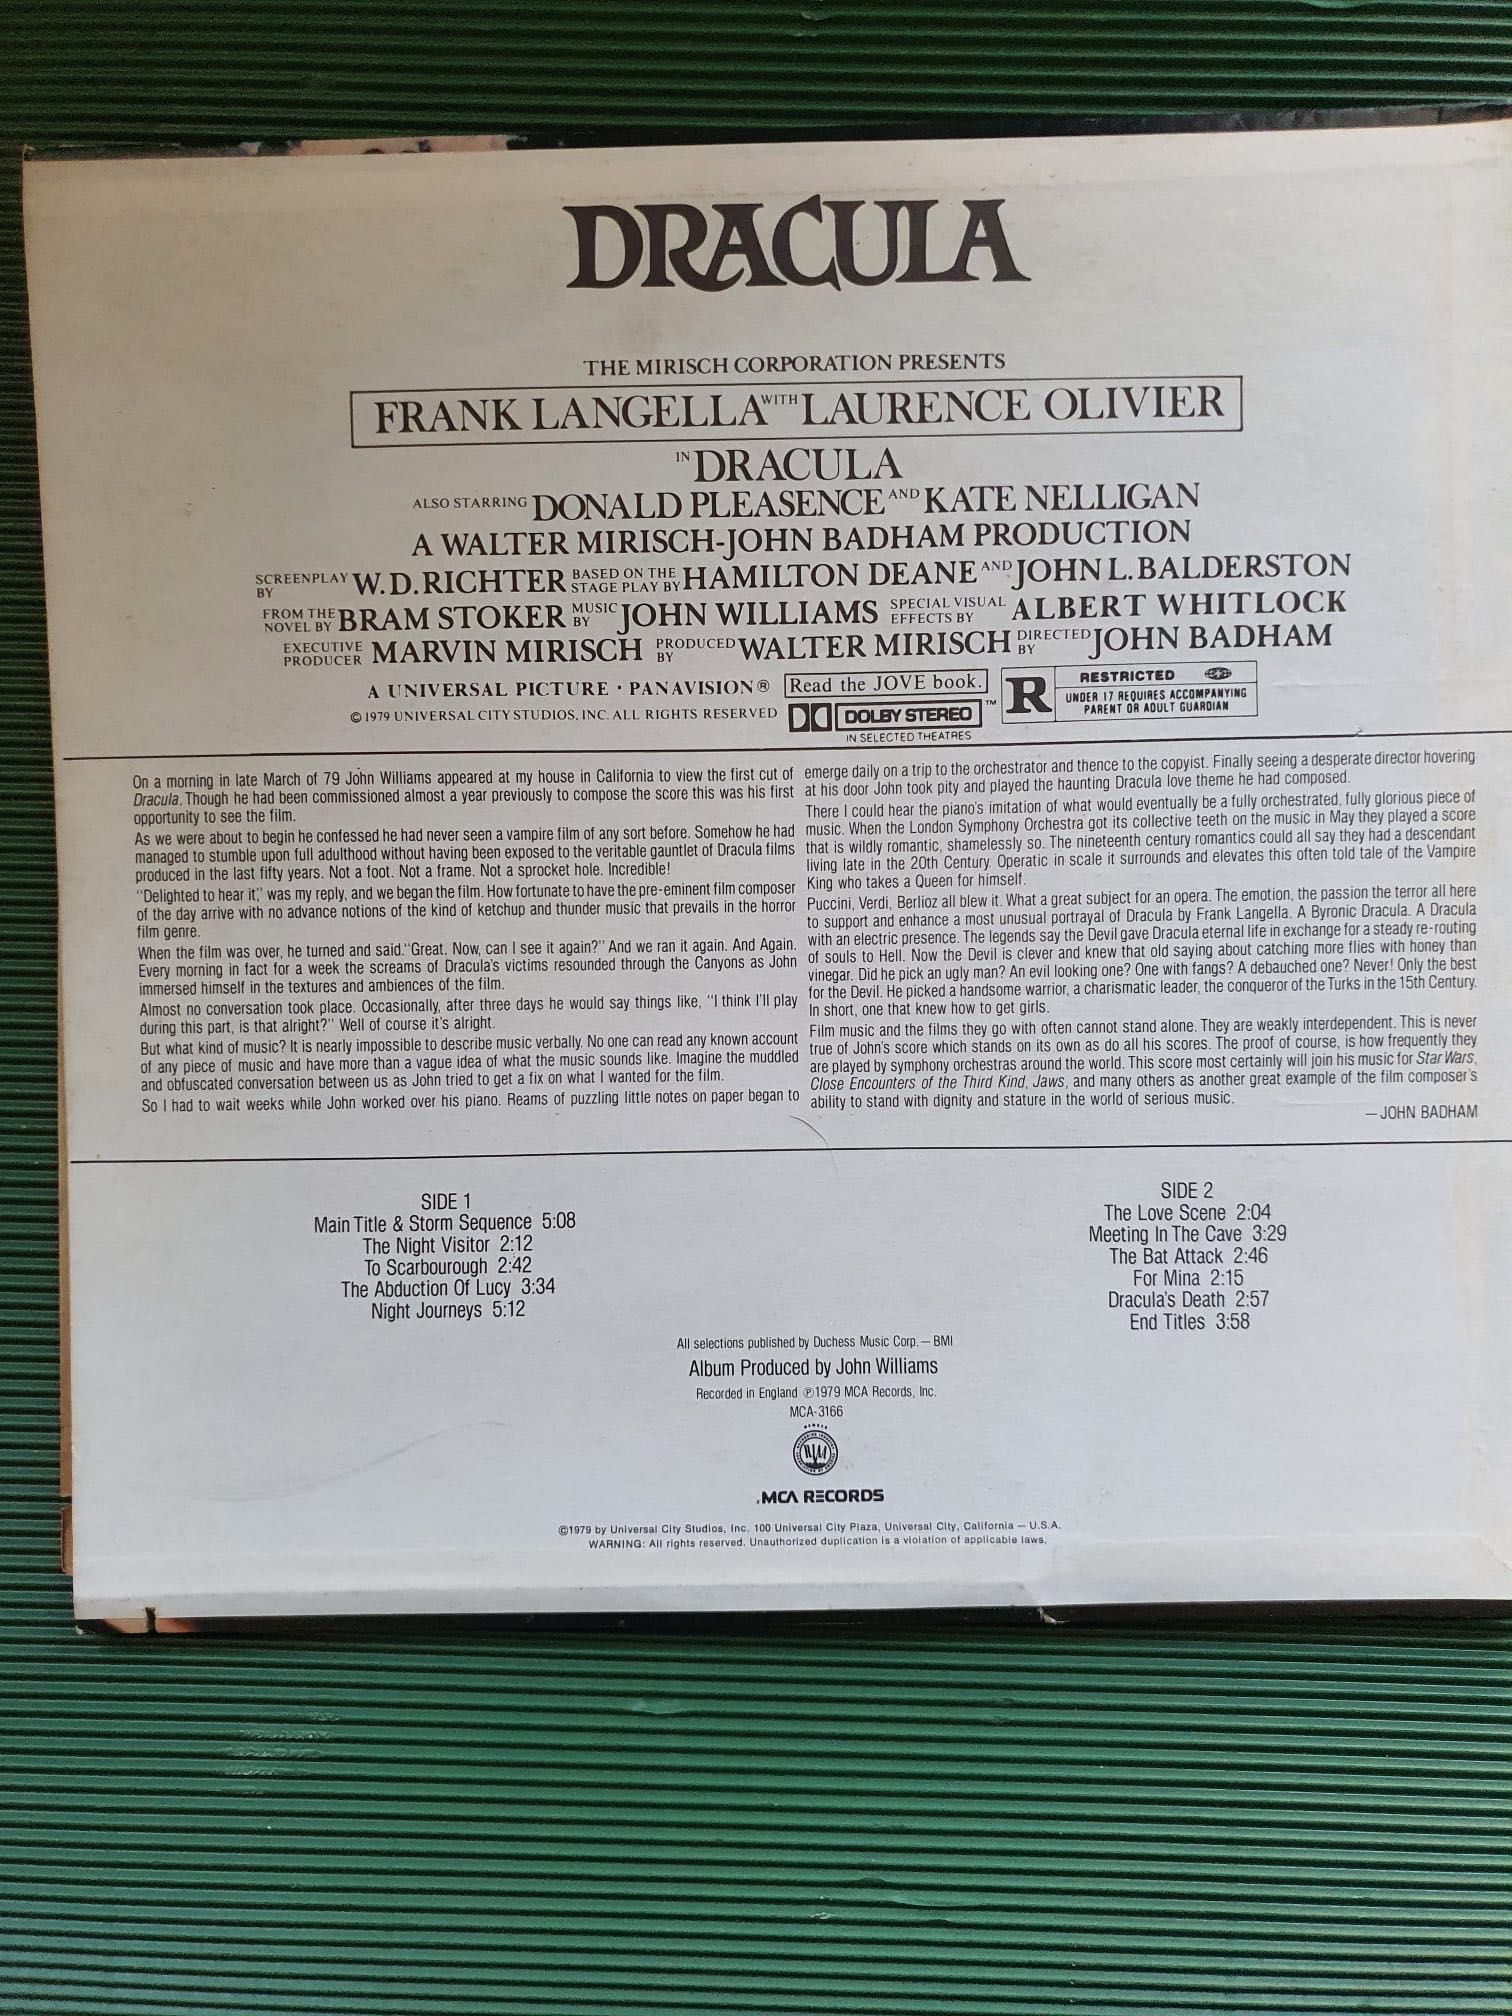 DRACULA
THE MIRISCH CORPORATION PRESENTS
FRANK LANGELLA WITH LAURENCE OLIVIER
IN DRACULA
ALSO STARRING DONALD PLEASENCE AND KATE NELLIGAN
A WALTER MIRISCH-JOHN BADHAM PRODUCTION
SCREENPLAY BY W.D. RICHTER BASED ON THE STAGE PLAY BY HAMILTON DEANE AND JOHN L. BALDERSTON
FROM THE NOVEL BY BRAM STOKER MUSIC BY JOHN WILLIAMS SPECIAL VISUAL EFFECTS BY ALBERT WHITLOCK
EXECUTIVE PRODUCER MARVIN MIRISCH PRODUCED BY WALTER MIRISCH DIRECTED BY JOHN BADHAM
A UNIVERSAL PICTURE · PANAVISION®
© 1979 UNIVERSAL CITY STUDIOS, INC. ALL RIGHTS RESERVED
Read the JOVE book.
DOLBY STEREO ™
IN SELECTED THEATRES
R RESTRICTED
UNDER 17 REQUIRES ACCOMPANYING
PARENT OR ADULT GUARDIAN
On a morning in late March of 79 John Williams appeared at my house in California to view the first cut of
Dracula. Though he had been commissioned almost a year previously to compose the score this was his first
opportunity to see the film.
As we were about to begin he confessed he had never seen a vampire film of any sort before. Somehow he had
managed to stumble upon full adulthood without having been exposed to the veritable gauntlet of Dracula films
produced in the last fifty years. Not a foot. Not a frame. Not a sprocket hole. Incredible!
"Delighted to hear it," was my reply, and we began the film. How fortunate to have the pre-eminent film composer
of the day arrive with no advance notions of the kind of ketchup and thunder music that prevails in the horror
film genre.
When the film was over, he turned and said. "Great. Now, can I see it again?" And we ran it again. And Again.
Every morning in fact for a week the screams of Dracula's victims resounded through the Canyons as John
immersed himself in the textures and ambiences of the film.
Almost no conversation took place. Occasionally, after three days he would say things like, "I think I'll play
during this part, is that alright?" Well of course it's alright.
But what kind of music? It is nearly impossible to describe music verbally. No one can read any known account
of any piece of music and have more than a vague idea of what the music sounds like. Imagine the muddled
and obfuscated conversation between us as John tried to get a fix on what I wanted for the film.
So I had to wait weeks while John worked over his piano. Reams of puzzling little notes on paper began to
emerge daily on a trip to the orchestrator and thence to the copyist. Finally seeing a desperate director hovering
at his door John took pity and played the haunting Dracula love theme he had composed.
There I could hear the piano's imitation of what would eventually be a fully orchestrated, fully glorious piece of
music. When the London Symphony Orchestra got its collective teeth on the music in May they played a score
that is wildly romantic, shamelessly so. The nineteenth century romantics could all say they had a descendant
living late in the 20th Century. Operatic in scale it surrounds and elevates this often told tale of the Vampire
King who takes a Queen for himself.
Puccini, Verdi, Berlioz all blew it. What a great subject for an opera. The emotion, the passion the terror all here
to support and enhance a most unusual portrayal of Dracula by Frank Langella. A Byronic Dracula. A Dracula
with an electric presence. The legends say the Devil gave Dracula eternal life in exchange for a steady re-routing
of souls to Hell. Now the Devil is clever and knew that old saying about catching more flies with honey than
vinegar. Did he pick an ugly man? An evil looking one? One with fangs? A debauched one? Never! Only the best
for the Devil. He picked a handsome warrior, a charismatic leader, the conqueror of the Turks in the 15th Century.
In short, one that knew how to get girls.
Film music and the films they go with often cannot stand alone. They are weakly interdependent. This is never
true of John's score which stands on its own as do all his scores. The proof of course, is how frequently they
are played by symphony orchestras around the world. This score most certainly will join his music for Star Wars,
Close Encounters of the Third Kind, Jaws, and many others as another great example of the film composer's
ability to stand with dignity and stature in the world of serious music.
—JOHN BADHAM
SIDE 1
Main Title & Storm Sequence 5:08
The Night Visitor 2:12
To Scarbourough 2:42
The Abduction Of Lucy 3:34
Night Journeys 5:12
SIDE 2
The Love Scene 2:04
Meeting In The Cave 3:29
The Bat Attack 2:46
For Mina 2:15
Dracula's Death 2:57
End Titles 3:58
All selections published by Duchess Music Corp. — BMI
Album Produced by John Williams
Recorded in England ℗1979 MCA Records, Inc.
MCA-3166
MCA RECORDS
©1979 by Universal City Studios, Inc. 100 Universal City Plaza, Universal City, California — U.S.A.
WARNING: All rights reserved. Unauthorized duplication is a violation of applicable laws.